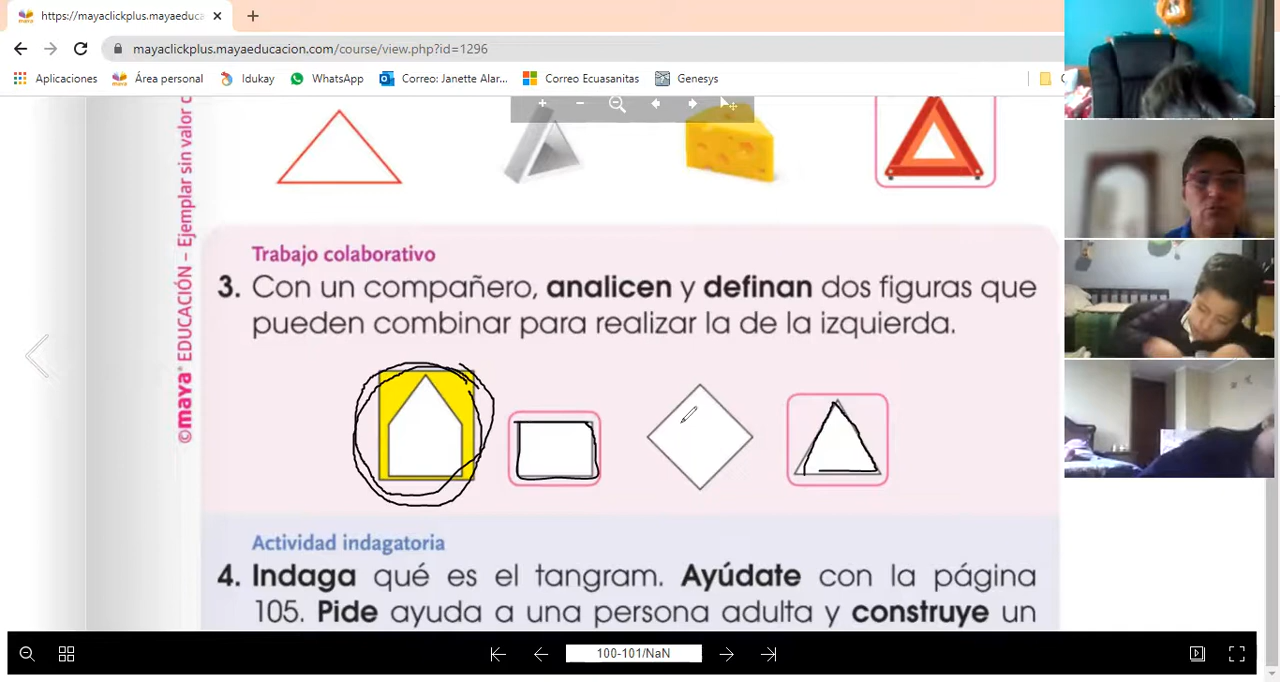 https://mayaclickplus.mayaeduca
mayaclickplus.mayaeducacion.com/course/view.php?id=1296
Aplicaciones
maya
Área personal
Idukay
WhatsApp
Correo: Janette Alar...
Correo Ecuasanitas
Genesys
©maya® EDUCACIÓN – Ejemplar sin valor c
Trabajo colaborativo
3. Con un compañero, analicen y definan dos figuras que
pueden combinar para realizar la de la izquierda.
Actividad indagatoria
4. Indaga qué es el tangram. Ayúdate con la página
105. Pide ayuda a una persona adulta y construye un
100-101/NaN